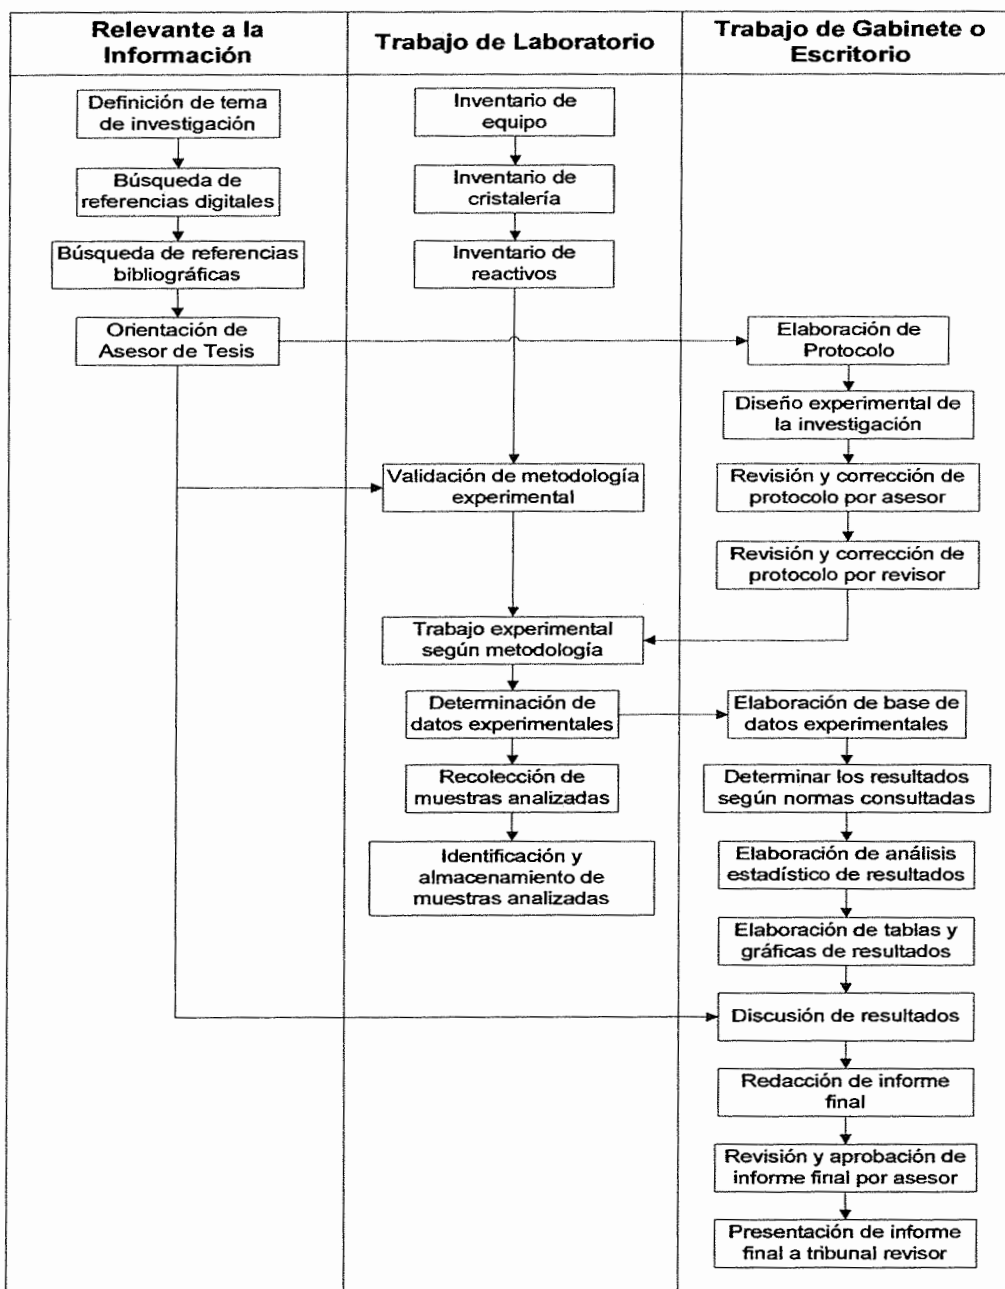 Relevante a la
Información
Trabajo de Laboratorio
Trabajo de Gabinete o
Escritorio
Definición de tema
de investigación
Búsqueda de
referencias digitales
Búsqueda de referencias
bibliográficas
Orientación de
Asesor de Tesis
Inventario de
equipo
Inventario de
cristalería
Inventario de
reactivos
Validación de metodología
experimental
Trabajo experimental
según metodología
Determinación de
datos experimentales
Recolección de
muestras analizadas
Identificación y
almacenamiento de
muestras analizadas
Elaboración de
Protocolo
Diseño experimental de
la investigación
Revisión y corrección de
protocolo por asesor
Revisión y corrección de
protocolo por revisor
Elaboración de base de
datos experimentales
Determinar los resultados
según normas consultadas
Elaboración de análisis
estadístico de resultados
Elaboración de tablas y
gráficas de resultados
Discusión de resultados
Redacción de informe
final
Revisión y aprobación de
informe final por asesor
Presentación de informe
final a tribunal revisor